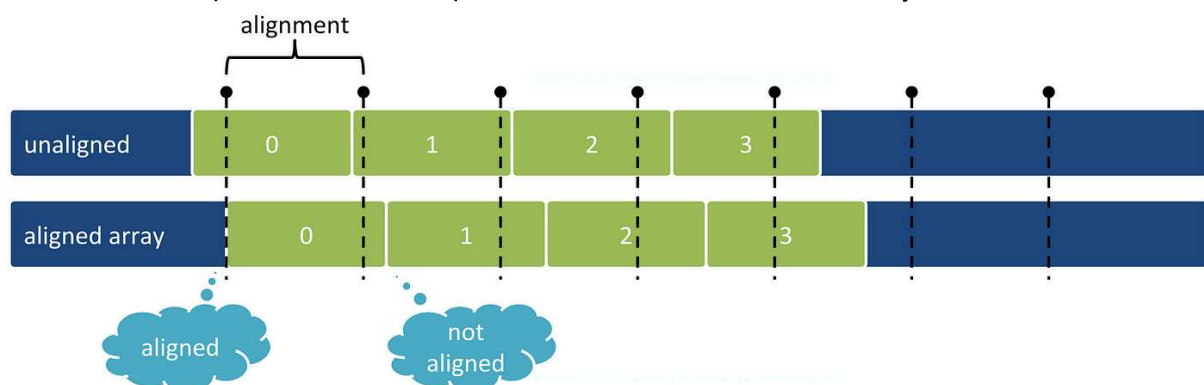 alignment
unaligned 0 1 2 3
aligned array 0 1 2 3
aligned
not
aligned